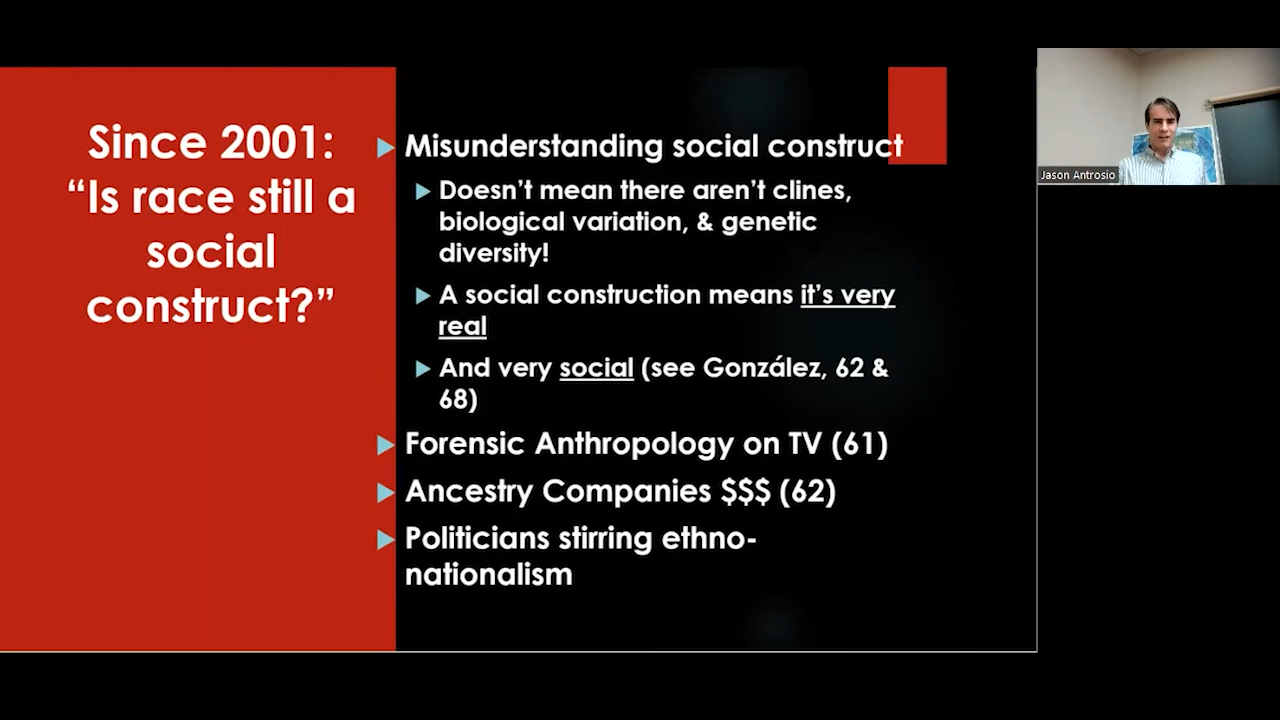 Since 2001:
“Is race still a
social
construct?”
Misunderstanding social construct
Doesn’t mean there aren’t clines,
biological variation, & genetic
diversity!
A social construction means it’s very
real
And very social (see González, 62 &
68)
Forensic Anthropology on TV (61)
Ancestry Companies $$$ (62)
Politicians stirring ethno-
nationalism
Jason Antrosio